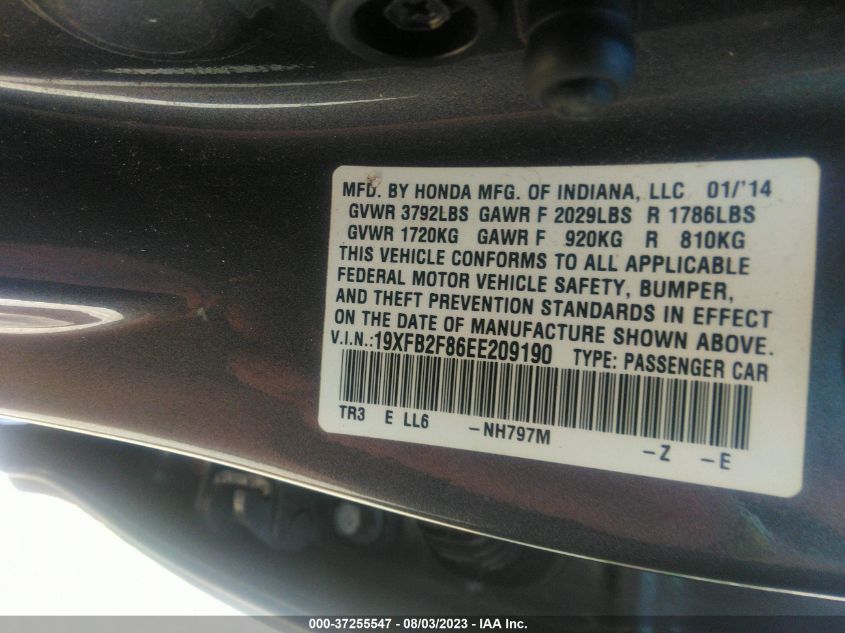 MFD. BY HONDA MFG. OF INDIANA, LLC 01/'14
GVWR 3792LBS GAWR F 2029LBS R 1786LBS
GVWR 1720KG GAWR F 920KG R 810KG
THIS VEHICLE CONFORMS TO ALL APPLICABLE
FEDERAL MOTOR VEHICLE SAFETY, BUMPER,
AND THEFT PREVENTION STANDARDS IN EFFECT
ON THE DATE OF MANUFACTURE SHOWN ABOVE.
V.I.N.:19XFB2F86EE209190 TYPE: PASSENGER CAR
TR3 E LL6 -NH797M -Z -E
000-37255547 - 08/03/2023 - IAA Inc.